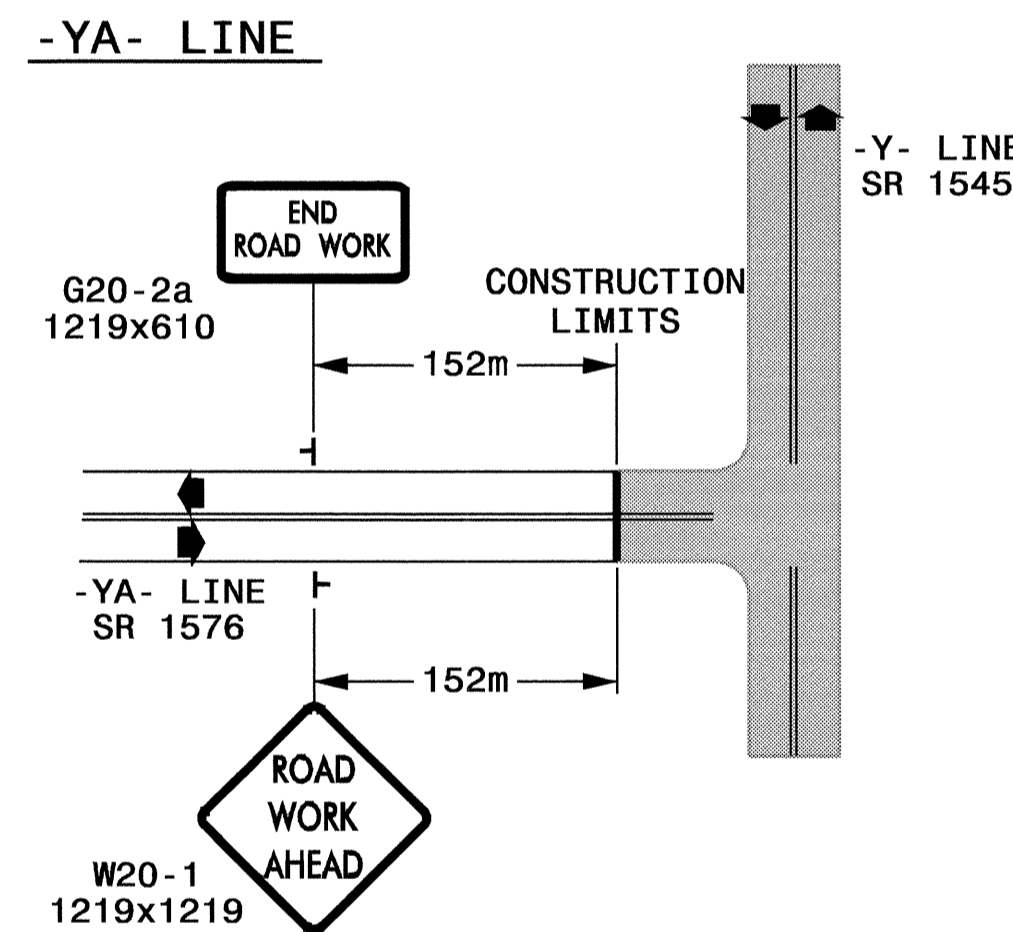 -YA- LINE
END
ROAD WORK
G20-2a
1219x610
CONSTRUCTION
LIMITS
152m
-Y- LINE
SR 1545
-YA- LINE
SR 1576
152m
ROAD
WORK
AHEAD
W20-1
1219x1219